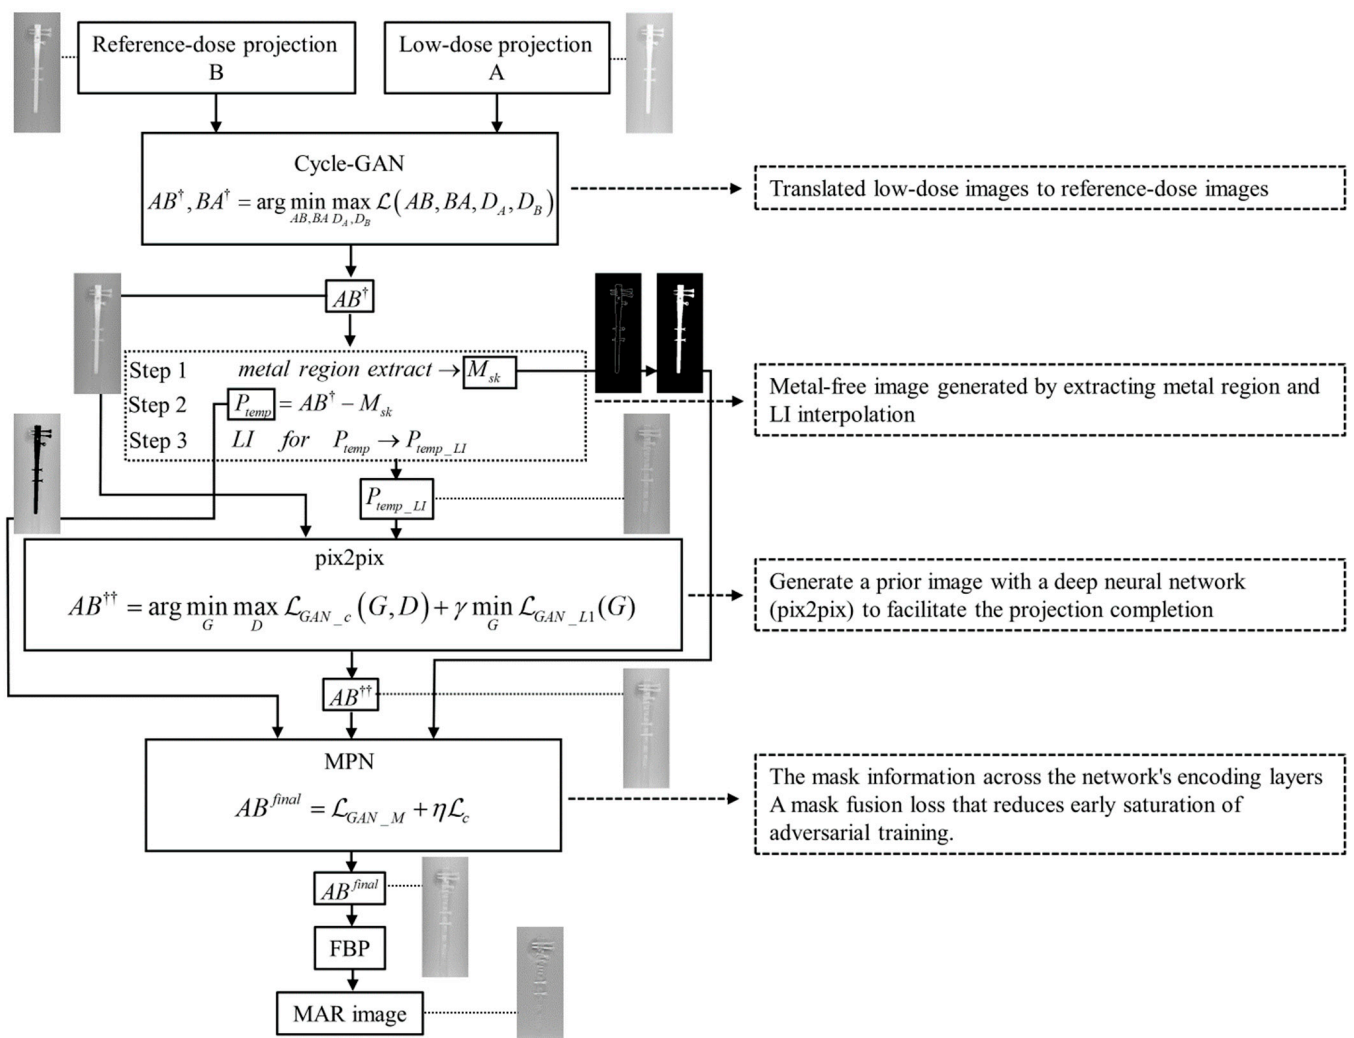 Reference-dose projection
B
Low-dose projection
A
Cycle-GAN
AB†, BA† = arg min max ℒ(AB, BA, D_A, D_B)
AB,BA D_A,D_B
Translated low-dose images to reference-dose images
AB†
Step 1 metal region extract → M_sk
Step 2 P_temp = AB† − M_sk
Step 3 LI for P_temp → P_temp_LI
Metal-free image generated by extracting metal region and
LI interpolation
P_temp_LI
pix2pix
AB†† = arg min max ℒ_GAN_c (G, D) + γ min ℒ_GAN_L1 (G)
G D G
Generate a prior image with a deep neural network
(pix2pix) to facilitate the projection completion
AB††
MPN
AB^final = ℒ_GAN_M + ηℒ_c
The mask information across the network's encoding layers
A mask fusion loss that reduces early saturation of
adversarial training.
AB^final
FBP
MAR image